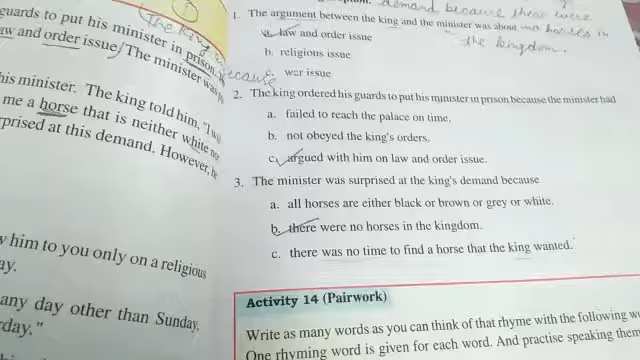 guards to put his minister in prison.
law and order issue. The minister was
his minister. The king told him, "I
me a horse that is neither white nor
surprised at this demand. However, he
him to you only on a religious
any day other than Sunday,
1
The King
because
demand because there were
no horses in
the kingdom.
1. The argument between the king and the minister was about
a. law and order issue
b. religious issue
c. war issue
2. The king ordered his guards to put his minister in prison because the minister had
a. failed to reach the palace on time.
b. not obeyed the king's orders.
c. argued with him on law and order issue.
3. The minister was surprised at the king's demand because
a. all horses are either black or brown or grey or white.
b. there were no horses in the kingdom.
c. there was no time to find a horse that the king wanted.
Activity 14 (Pairwork)
Write as many words as you can think of that rhyme with the following
One rhyming word is given for each word. And practise speaking them